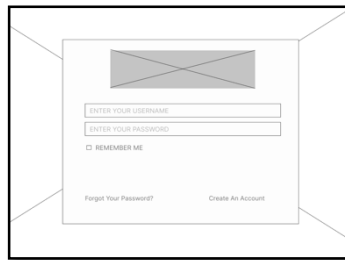 ENTER YOUR USERNAME
ENTER YOUR PASSWORD
REMEMBER ME
Forgot Your Password? Create An Account